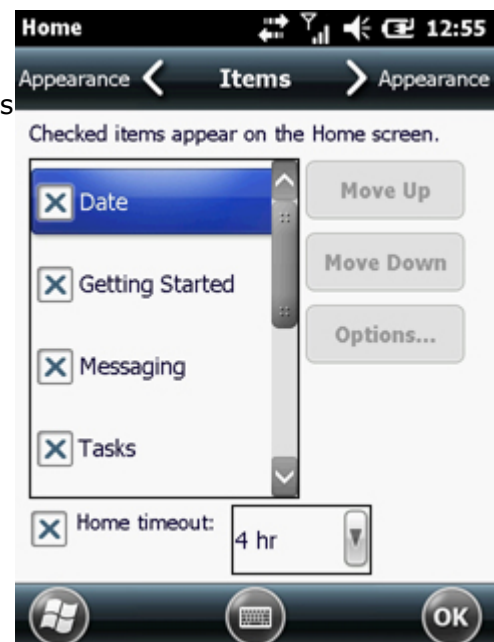 Home 12:55
Appearance Items Appearance
s
Checked items appear on the Home screen.
Date
Getting Started
Messaging
Tasks
Move Up
Move Down
Options...
Home timeout: 4 hr
OK